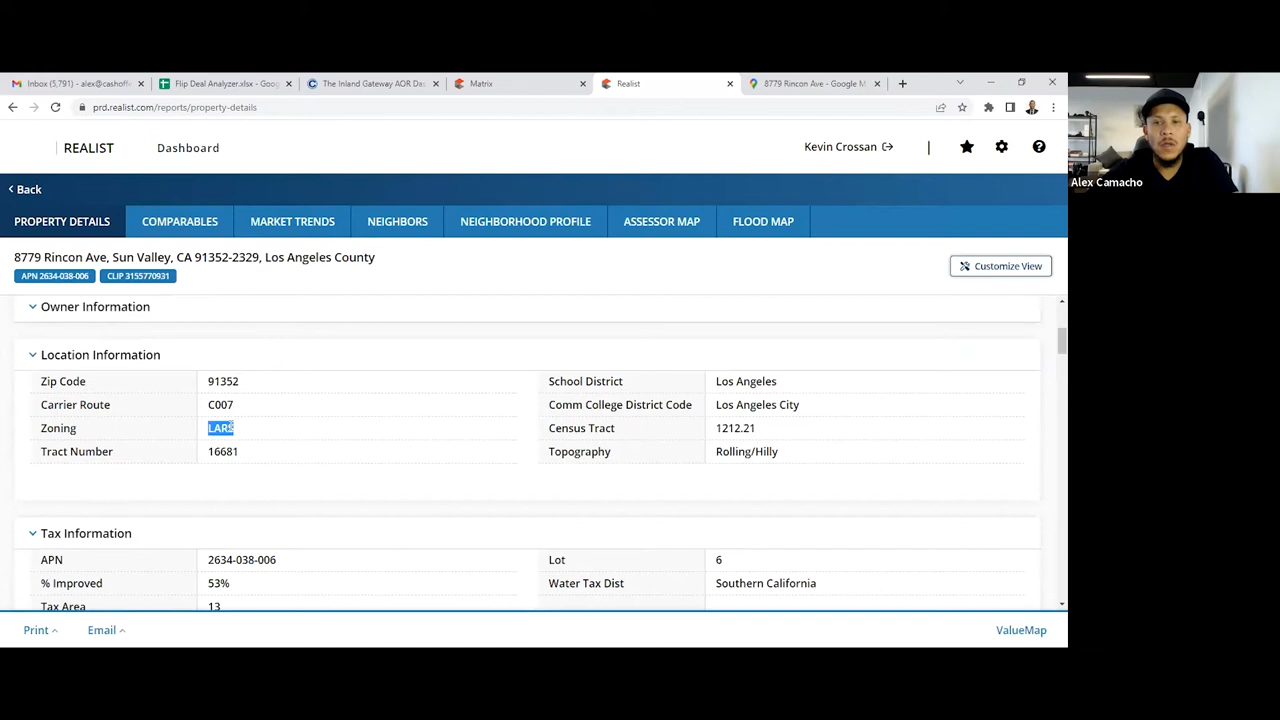 Inbox (5,791) - alex@cashoff
Flip Deal Analyzer.xlsx - Goog
The Inland Gateway AOR Das
Matrix
Realist
8779 Rincon Ave - Google M
prd.realist.com/reports/property-details
REALIST
Dashboard
Kevin Crossan
Back
PROPERTY DETAILS
COMPARABLES
MARKET TRENDS
NEIGHBORS
NEIGHBORHOOD PROFILE
ASSESSOR MAP
FLOOD MAP
Alex Camacho
8779 Rincon Ave, Sun Valley, CA 91352-2329, Los Angeles County
APN 2634-038-006
CLIP 3155770931
Customize View
Owner Information
Location Information
Zip Code 91352
School District Los Angeles
Carrier Route C007
Comm College District Code Los Angeles City
Zoning LARS
Census Tract 1212.21
Tract Number 16681
Topography Rolling/Hilly
Tax Information
APN 2634-038-006
Lot 6
% Improved 53%
Water Tax Dist Southern California
Tax Area 13
Print
Email
ValueMap